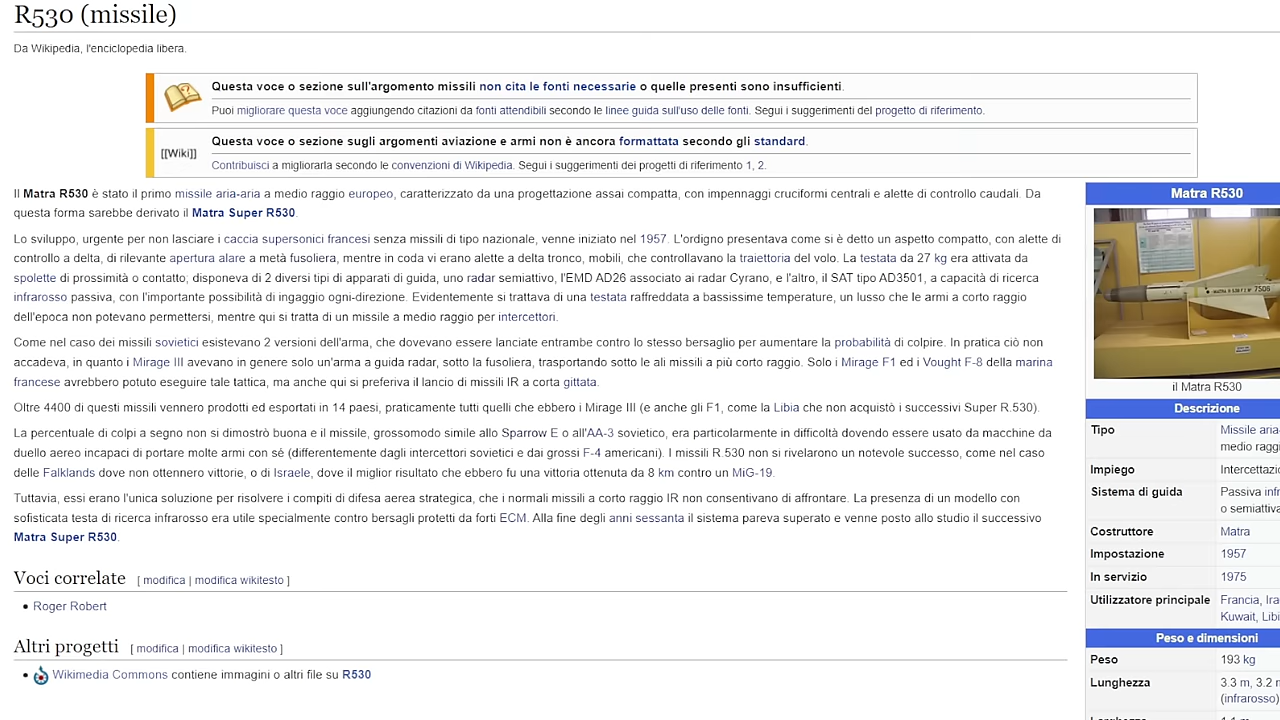 R530 (missile)
Da Wikipedia, l'enciclopedia libera.
Questa voce o sezione sull'argomento missili non cita le fonti necessarie o quelle presenti sono insufficienti.
Puoi migliorare questa voce aggiungendo citazioni da fonti attendibili secondo le linee guida sull'uso delle fonti. Segui i suggerimenti del progetto di riferimento.
[[Wiki]]
Questa voce o sezione sugli argomenti aviazione e armi non è ancora formattata secondo gli standard.
Contribuisci a migliorarla secondo le convenzioni di Wikipedia. Segui i suggerimenti dei progetti di riferimento 1, 2.
Il Matra R530 è stato il primo missile aria-aria a medio raggio europeo, caratterizzato da una progettazione assai compatta, con impennaggi cruciformi centrali e alette di controllo caudali. Da
questa forma sarebbe derivato il Matra Super R530.
Lo sviluppo, urgente per non lasciare i caccia supersonici francesi senza missili di tipo nazionale, venne iniziato nel 1957. L'ordigno presentava come si è detto un aspetto compatto, con alette di
controllo a delta, di rilevante apertura alare a metà fusoliera, mentre in coda vi erano alette a delta tronco, mobili, che controllavano la traiettoria del volo. La testata da 27 kg era attivata da
spolette di prossimità o contatto; disponeva di 2 diversi tipi di apparati di guida, uno radar semiattivo, l'EMD AD26 associato ai radar Cyrano, e l'altro, il SAT tipo AD3501, a capacità di ricerca
infrarosso passiva, con l'importante possibilità di ingaggio ogni-direzione. Evidentemente si trattava di una testata raffreddata a bassissime temperature, un lusso che le armi a corto raggio
dell'epoca non potevano permettersi, mentre qui si tratta di un missile a medio raggio per intercettori.
Come nel caso dei missili sovietici esistevano 2 versioni dell'arma, che dovevano essere lanciate entrambe contro lo stesso bersaglio per aumentare la probabilità di colpire. In pratica ciò non
accadeva, in quanto i Mirage III avevano in genere solo un'arma a guida radar, sotto la fusoliera, trasportando sotto le ali missili a più corto raggio. Solo i Mirage F1 ed i Vought F-8 della marina
francese avrebbero potuto eseguire tale tattica, ma anche qui si preferiva il lancio di missili IR a corta gittata.
Oltre 4400 di questi missili vennero prodotti ed esportati in 14 paesi, praticamente tutti quelli che ebbero i Mirage III (e anche gli F1, come la Libia che non acquistò i successivi Super R.530).
La percentuale di colpi a segno non si dimostrò buona e il missile, grossomodo simile allo Sparrow E o all'AA-3 sovietico, era particolarmente in difficoltà dovendo essere usato da macchine da
duello aereo incapaci di portare molte armi con sé (differentemente dagli intercettori sovietici e dai grossi F-4 americani). I missili R.530 non si rivelarono un notevole successo, come nel caso
delle Falklands dove non ottennero vittorie, o di Israele, dove il miglior risultato che ebbero fu una vittoria ottenuta da 8 km contro un MiG-19.
Tuttavia, essi erano l'unica soluzione per risolvere i compiti di difesa aerea strategica, che i normali missili a corto raggio IR non consentivano di affrontare. La presenza di un modello con
sofisticata testa di ricerca infrarosso era utile specialmente contro bersagli protetti da forti ECM. Alla fine degli anni sessanta il sistema pareva superato e venne posto allo studio il successivo
Matra Super R530.
Voci correlate [ modifica | modifica wikitesto ]
Roger Robert
Altri progetti [ modifica | modifica wikitesto ]
Wikimedia Commons contiene immagini o altri file su R530
Matra R530
il Matra R530
Descrizione
Tipo Missile aria-
medio raggi
Impiego Intercettazi
Sistema di guida Passiva inf
o semiattiva
Costruttore Matra
Impostazione 1957
In servizio 1975
Utilizzatore principale Francia, Ira
Kuwait, Libi
Peso e dimensioni
Peso 193 kg
Lunghezza 3.3 m, 3.2 m
(infrarosso)